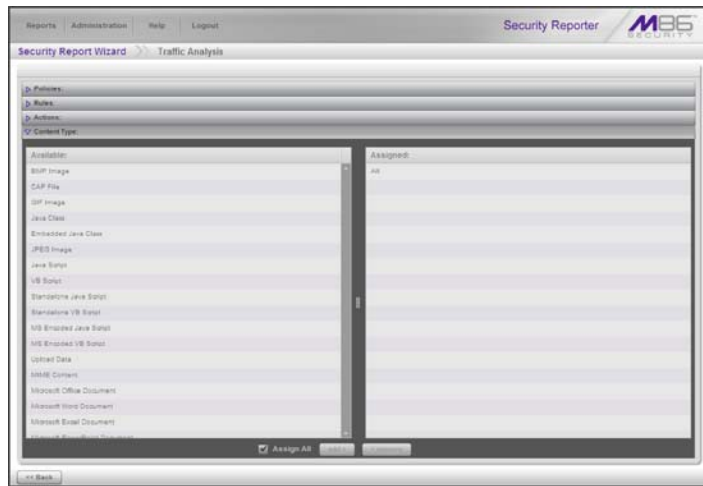 Reports Administration Help Logout
Security Reporter
M86
SECURITY
Security Report Wizard Traffic Analysis
Policies:
Rules:
Actions:
Content Type:
Available:
Assigned:
BMP Image
All
CAP File
GIF Image
Java Class
Embedded Java Class
JPEG Image
Java Script
VB Script
Standalone Java Script
Standalone VB Script
MS Encoded Java Script
MS Encoded VB Script
Upload Data
MIME Content
Microsoft Office Document
Microsoft Word Document
Microsoft Excel Document
Microsoft PowerPoint Document
Assign All
<< Back